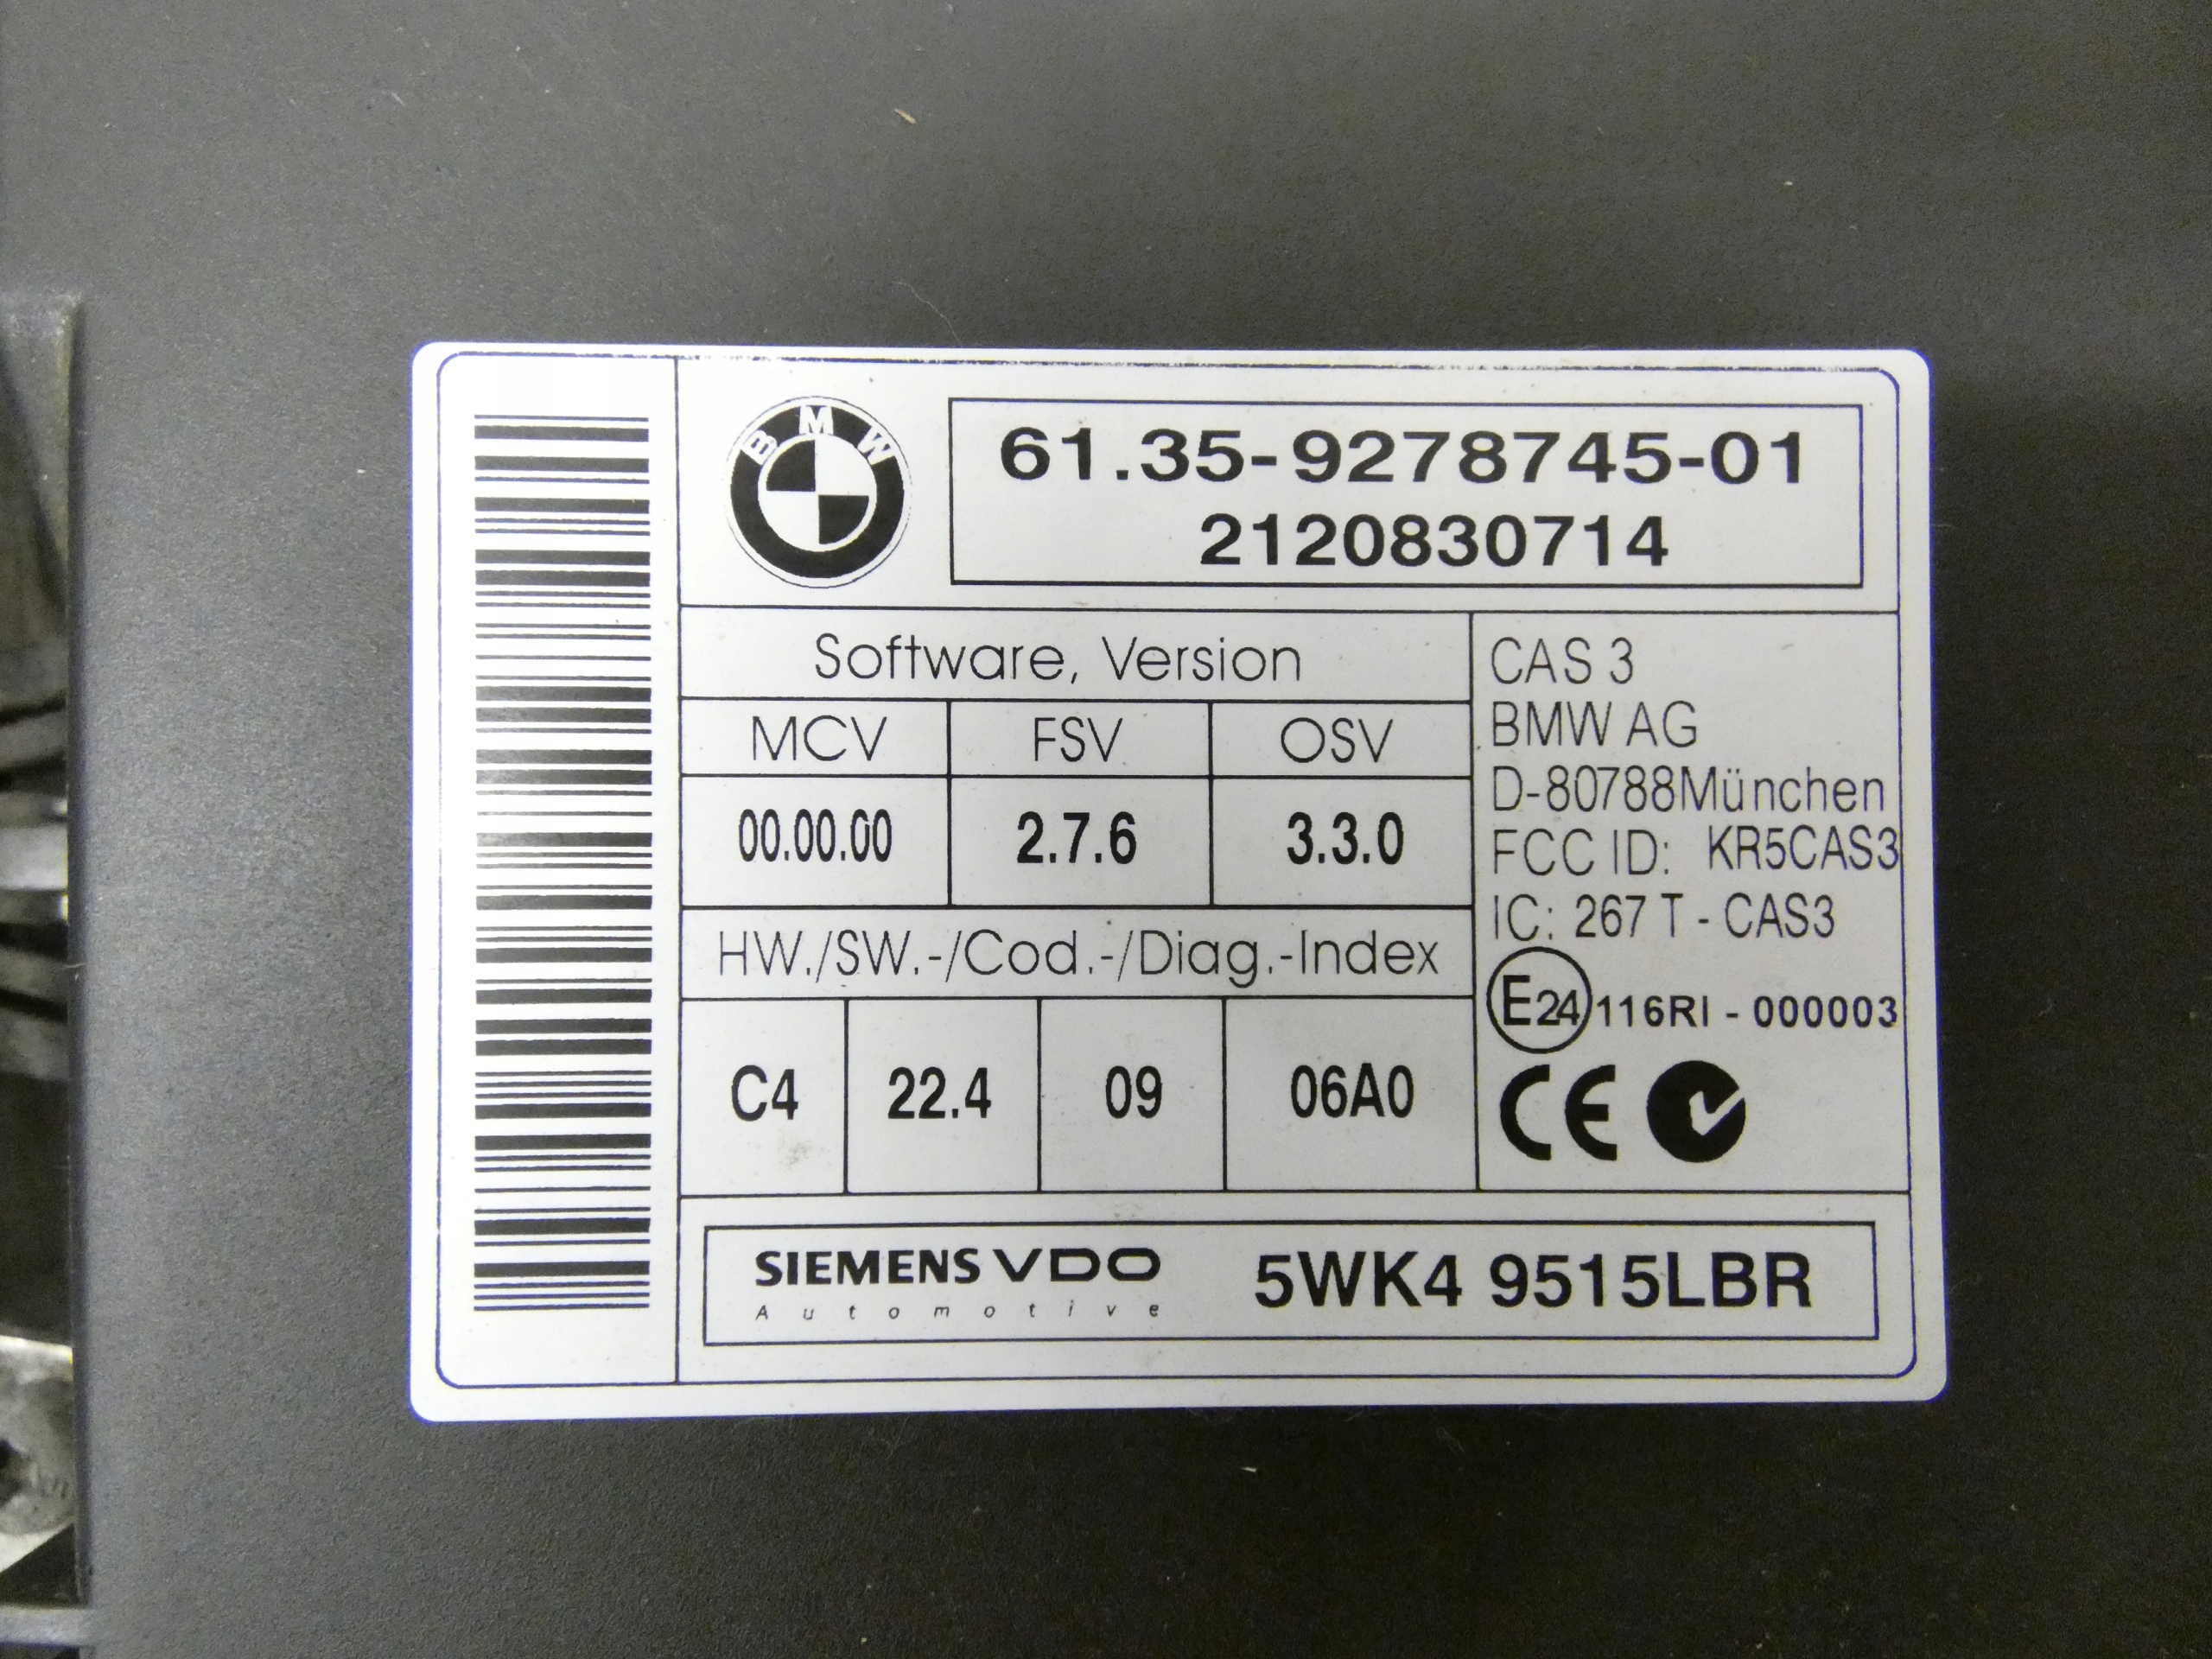 BMW
61.35-9278745-01
2120830714
Software, Version
MCV FSV OSV
00.00.00 2.7.6 3.3.0
HW./SW.-/Cod.-/Diag.-Index
C4 22.4 09 06A0
CAS 3
BMW AG
D-80788München
FCC ID: KR5CAS3
IC: 267 T - CAS3
E24 116RI - 000003
CE
SIEMENS VDO
Automotive
5WK4 9515LBR